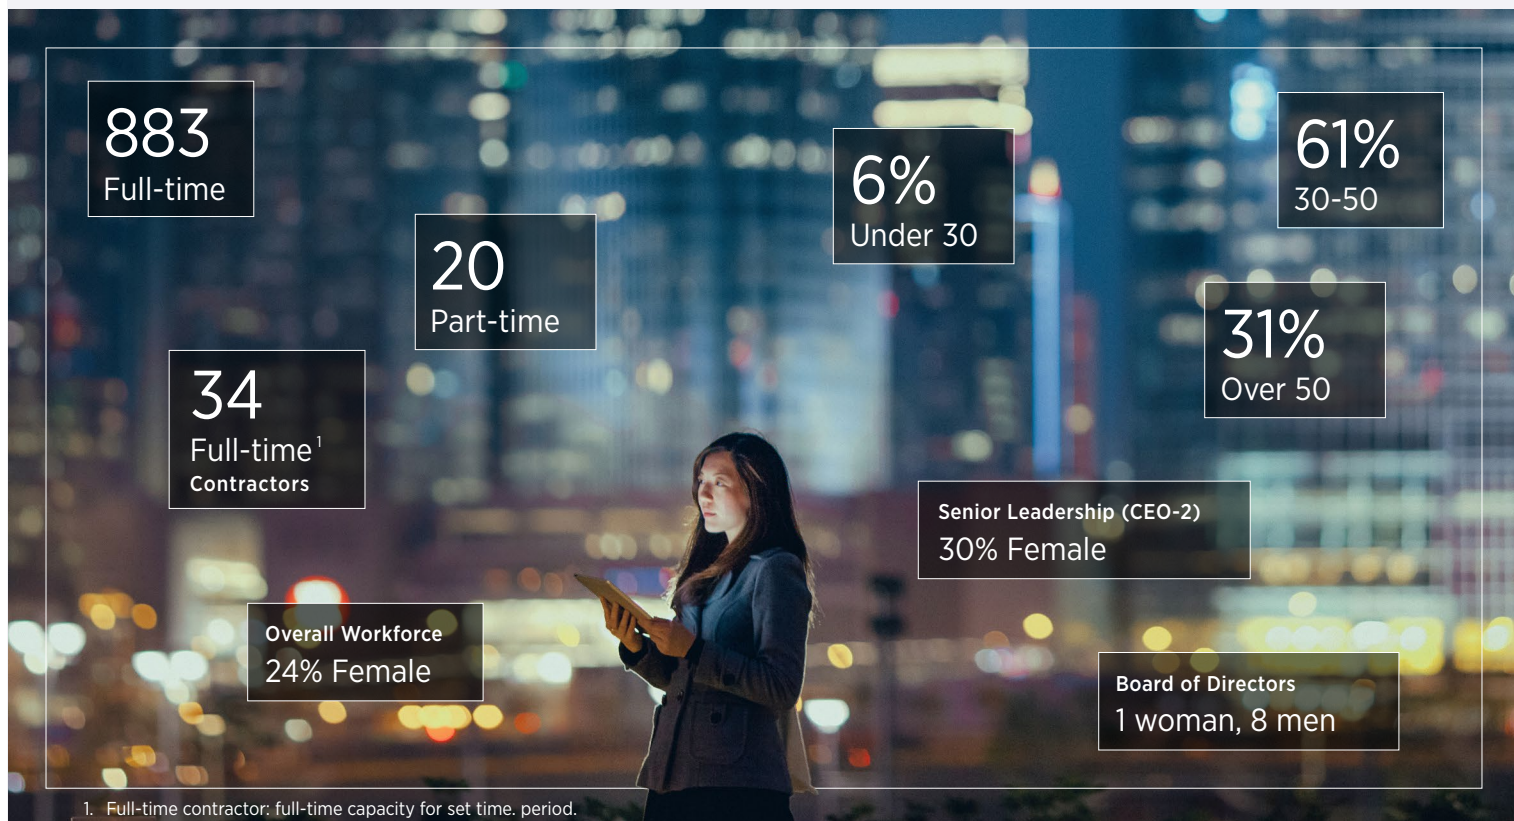 883
Full-time
20
Part-time
34
Full-time¹
Contractors
Overall Workforce
24% Female
6%
Under 30
61%
30-50
31%
Over 50
Senior Leadership (CEO-2)
30% Female
Board of Directors
1 woman, 8 men
1. Full-time contractor: full-time capacity for set time. period.